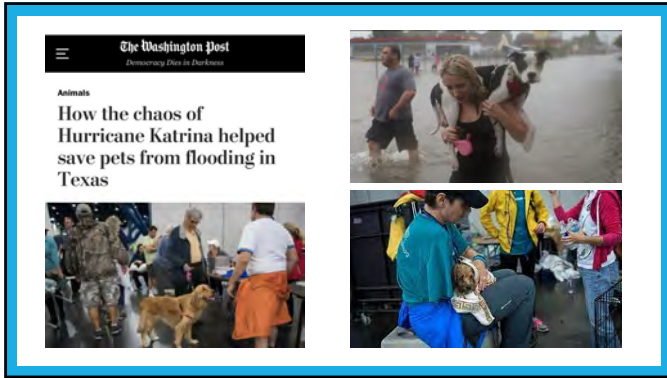 The Washington Post
Democracy Dies in Darkness
Animals
How the chaos of
Hurricane Katrina helped
save pets from flooding in
Texas